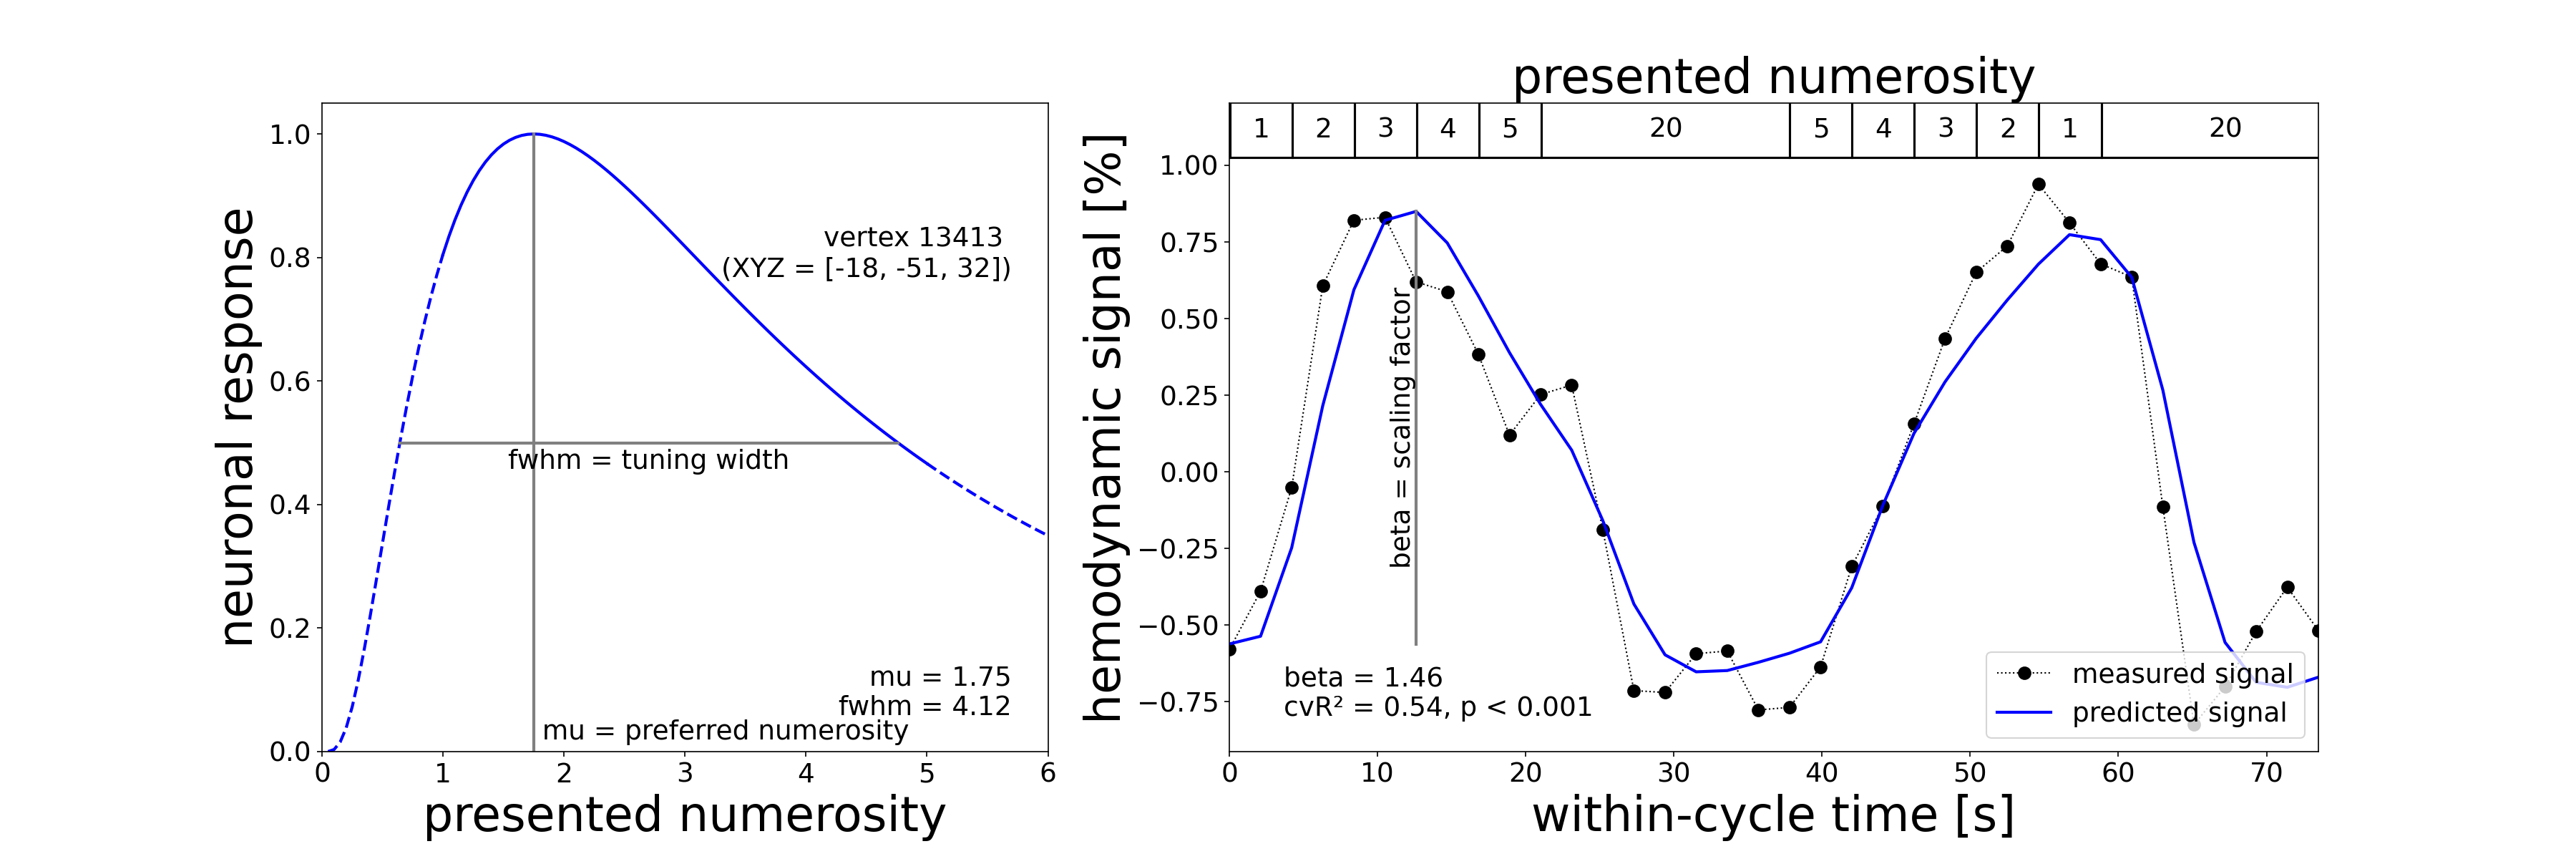 neuronal response
1.0
0.8
0.6
0.4
0.2
0.0
vertex 13413
(XYZ = [-18, -51, 32])
fwhm = tuning width
mu = 1.75
fwhm = 4.12
mu = preferred numerosity
0 1 2 3 4 5 6
presented numerosity
presented numerosity
1 2 3 4 5 20 5 4 3 2 1 20
hemodynamic signal [%]
1.00
0.75
0.50
0.25
0.00
−0.25
−0.50
−0.75
beta = scaling factor
beta = 1.46
cvR² = 0.54, p < 0.001
measured signal
predicted signal
0 10 20 30 40 50 60 70
within-cycle time [s]